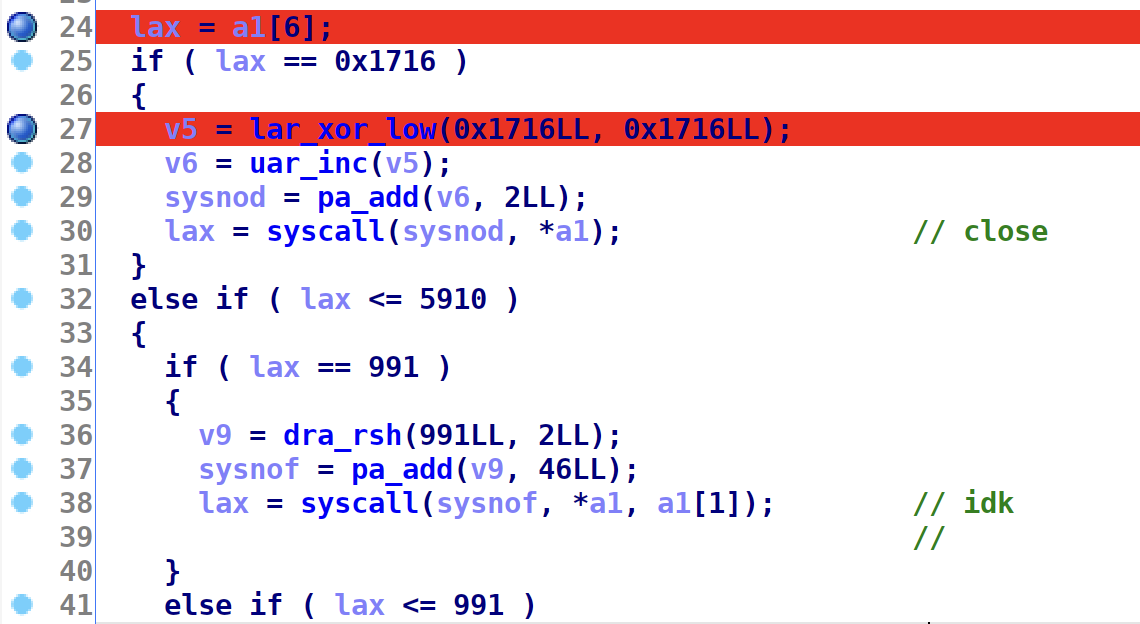 24 lax = a1[6];
25 if ( lax == 0x1716 )
26 {
27 v5 = lar_xor_low(0x1716LL, 0x1716LL);
28 v6 = uar_inc(v5);
29 sysnod = pa_add(v6, 2LL);
30 lax = syscall(sysnod, *a1); // close
31 }
32 else if ( lax <= 5910 )
33 {
34 if ( lax == 991 )
35 {
36 v9 = dra_rsh(991LL, 2LL);
37 sysnof = pa_add(v9, 46LL);
38 lax = syscall(sysnof, *a1, a1[1]); // idk
39 //
40 }
41 else if ( lax <= 991 )